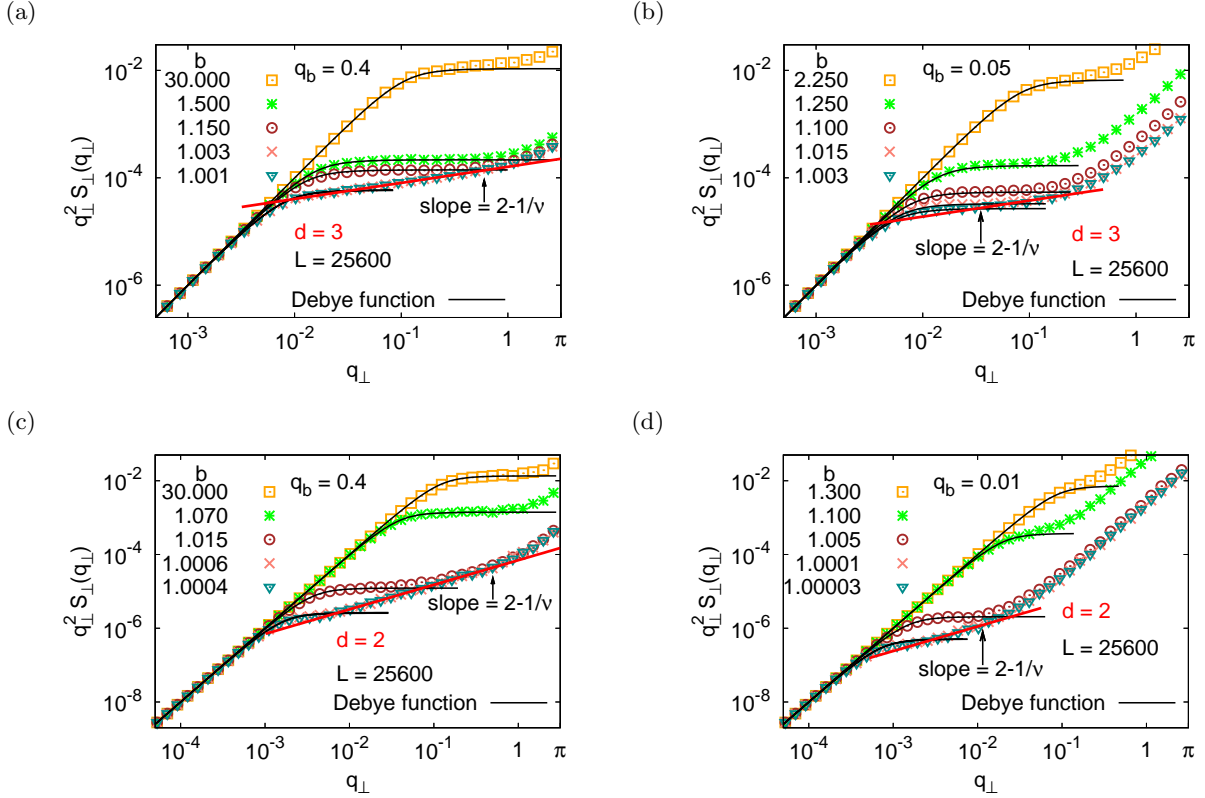 (a)
10⁻²
10⁻⁴
10⁻⁶
q⊥² S⊥(q⊥)
b
30.000
1.500
1.150
1.003
1.001
q_b = 0.4
slope = 2-1/ν
d = 3
L = 25600
Debye function
10⁻³ 10⁻² 10⁻¹ 1 π
q⊥
(b)
10⁻²
10⁻⁴
10⁻⁶
q⊥² S⊥(q⊥)
b
2.250
1.250
1.100
1.015
1.003
q_b = 0.05
slope = 2-1/ν
d = 3
L = 25600
Debye function
10⁻³ 10⁻² 10⁻¹ 1 π
q⊥
(c)
10⁻²
10⁻⁴
10⁻⁶
10⁻⁸
q⊥² S⊥(q⊥)
b
30.000
1.070
1.015
1.0006
1.0004
q_b = 0.4
slope = 2-1/ν
d = 2
L = 25600
Debye function
10⁻⁴ 10⁻³ 10⁻² 10⁻¹ 1 π
q⊥
(d)
10⁻²
10⁻⁴
10⁻⁶
10⁻⁸
q⊥² S⊥(q⊥)
b
1.300
1.100
1.005
1.0001
1.00003
q_b = 0.01
slope = 2-1/ν
d = 2
L = 25600
Debye function
10⁻⁴ 10⁻³ 10⁻² 10⁻¹ 1 π
q⊥